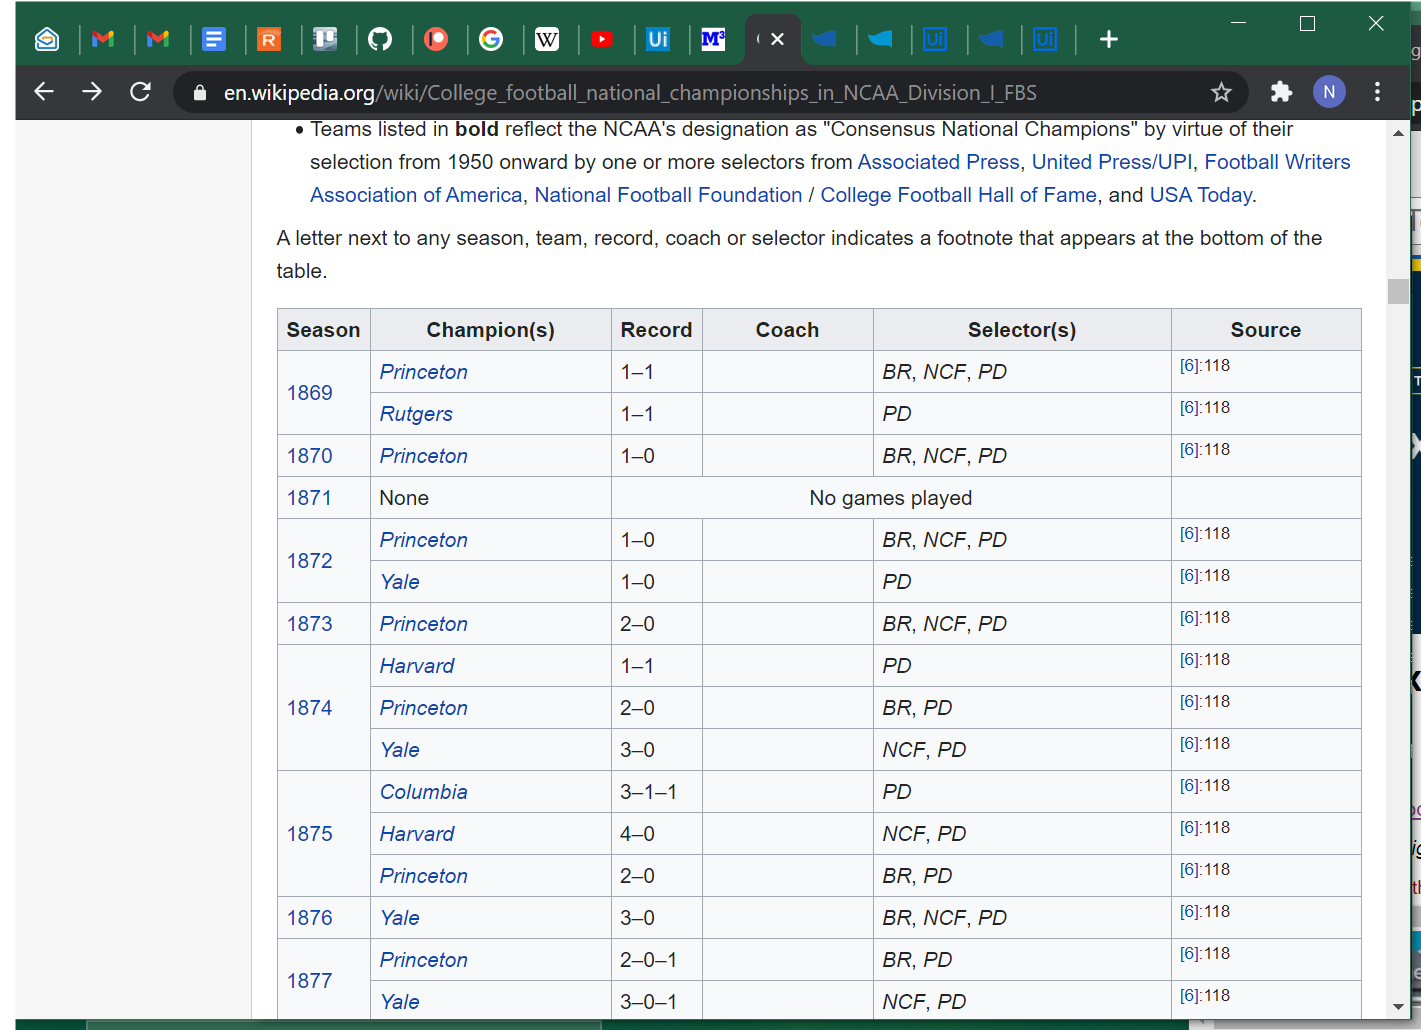 en.wikipedia.org/wiki/College_football_national_championships_in_NCAA_Division_I_FBS
N
• Teams listed in bold reflect the NCAA's designation as "Consensus National Champions" by virtue of their
selection from 1950 onward by one or more selectors from Associated Press, United Press/UPI, Football Writers
Association of America, National Football Foundation / College Football Hall of Fame, and USA Today.
A letter next to any season, team, record, coach or selector indicates a footnote that appears at the bottom of the
table.
Season Champion(s) Record Coach Selector(s) Source
1869 Princeton 1–1 BR, NCF, PD [6]:118
Rutgers 1–1 PD [6]:118
1870 Princeton 1–0 BR, NCF, PD [6]:118
1871 None No games played
1872 Princeton 1–0 BR, NCF, PD [6]:118
Yale 1–0 PD [6]:118
1873 Princeton 2–0 BR, NCF, PD [6]:118
1874 Harvard 1–1 PD [6]:118
Princeton 2–0 BR, PD [6]:118
Yale 3–0 NCF, PD [6]:118
1875 Columbia 3–1–1 PD [6]:118
Harvard 4–0 NCF, PD [6]:118
Princeton 2–0 BR, PD [6]:118
1876 Yale 3–0 BR, NCF, PD [6]:118
1877 Princeton 2–0–1 BR, PD [6]:118
Yale 3–0–1 NCF, PD [6]:118